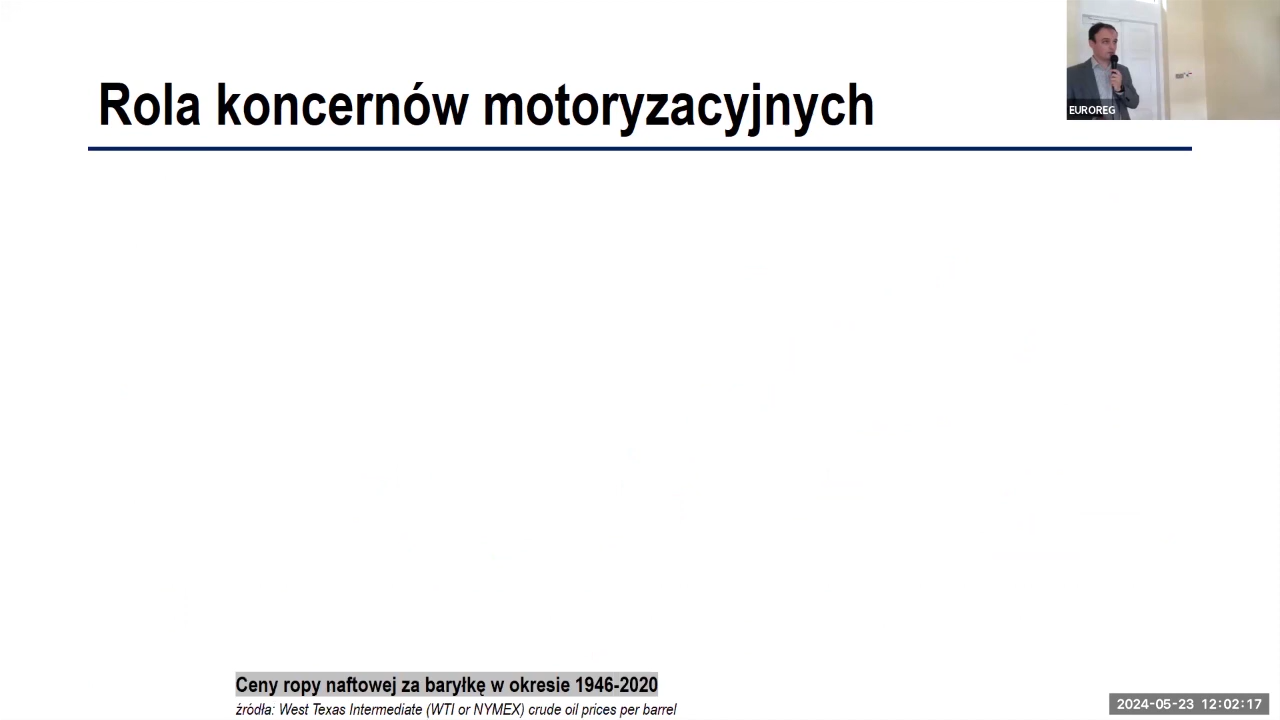 Rola koncernów motoryzacyjnych
EUROREG
Ceny ropy naftowej za baryłkę w okresie 1946-2020
źródła: West Texas Intermediate (WTI or NYMEX) crude oil prices per barrel
2024-05-23 12:02:17